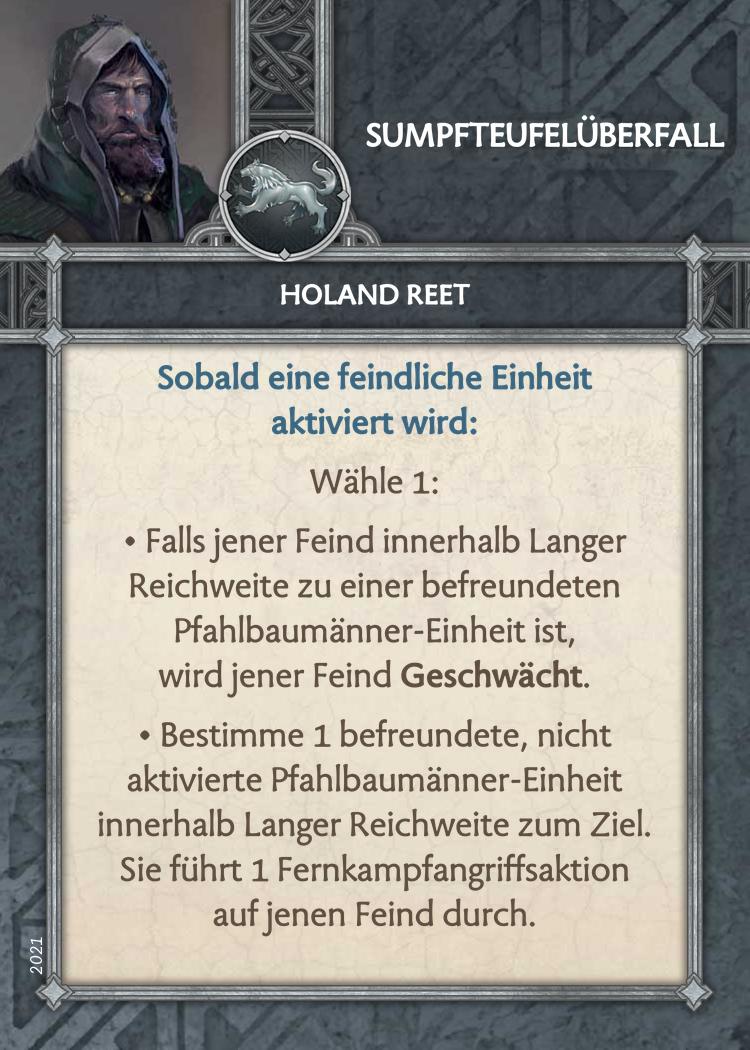 SUMPFTEUFELÜBERFALL
HOLAND REET
Sobald eine feindliche Einheit
aktiviert wird:
Wähle 1:
• Falls jener Feind innerhalb Langer
Reichweite zu einer befreundeten
Pfahlbaumänner-Einheit ist,
wird jener Feind Geschwächt.
• Bestimme 1 befreundete, nicht
aktivierte Pfahlbaumänner-Einheit
innerhalb Langer Reichweite zum Ziel.
Sie führt 1 Fernkampfangriffsaktion
auf jenen Feind durch.
2021